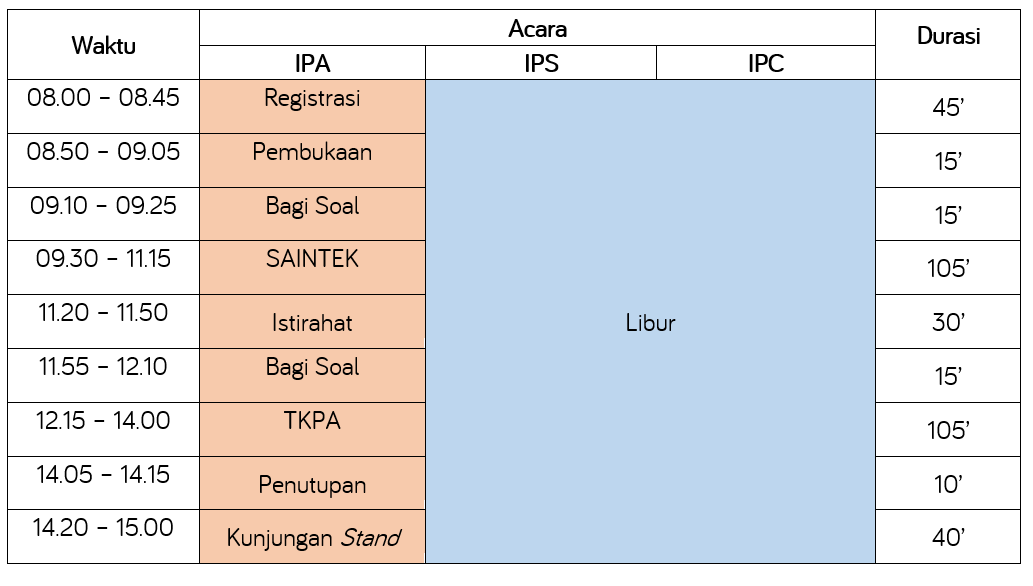 Waktu Acara Durasi
IPA IPS IPC
08.00 – 08.45 Registrasi 45’
08.50 – 09.05 Pembukaan 15’
09.10 – 09.25 Bagi Soal 15’
09.30 – 11.15 SAINTEK 105’
11.20 – 11.50 Istirahat Libur 30’
11.55 – 12.10 Bagi Soal 15’
12.15 – 14.00 TKPA 105’
14.05 – 14.15 Penutupan 10’
14.20 – 15.00 Kunjungan Stand 40’